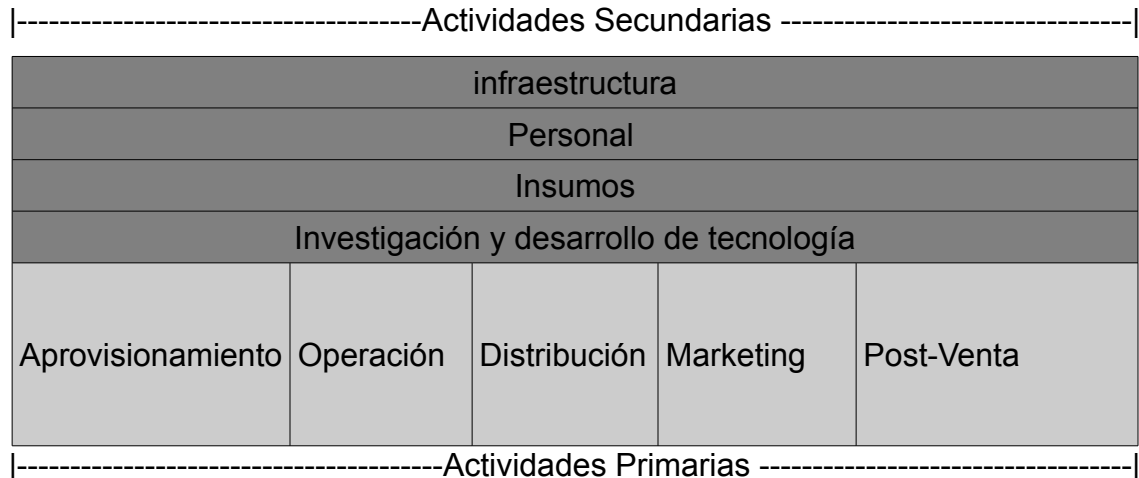 |--------------------------------------Actividades Secundarias ---------------------------------|
infraestructura
Personal
Insumos
Investigación y desarrollo de tecnología
Aprovisionamiento Operación Distribución Marketing Post-Venta
|----------------------------------------Actividades Primarias -----------------------------------|